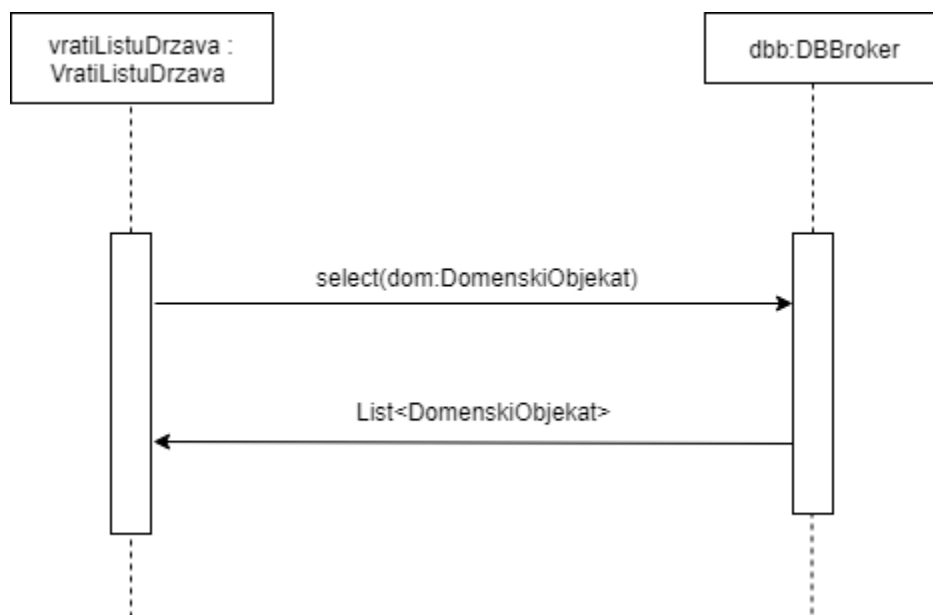 vratiListuDrzava :
VratiListuDrzava
dbb:DBBroker
select(dom:DomenskiObjekat)
List<DomenskiObjekat>